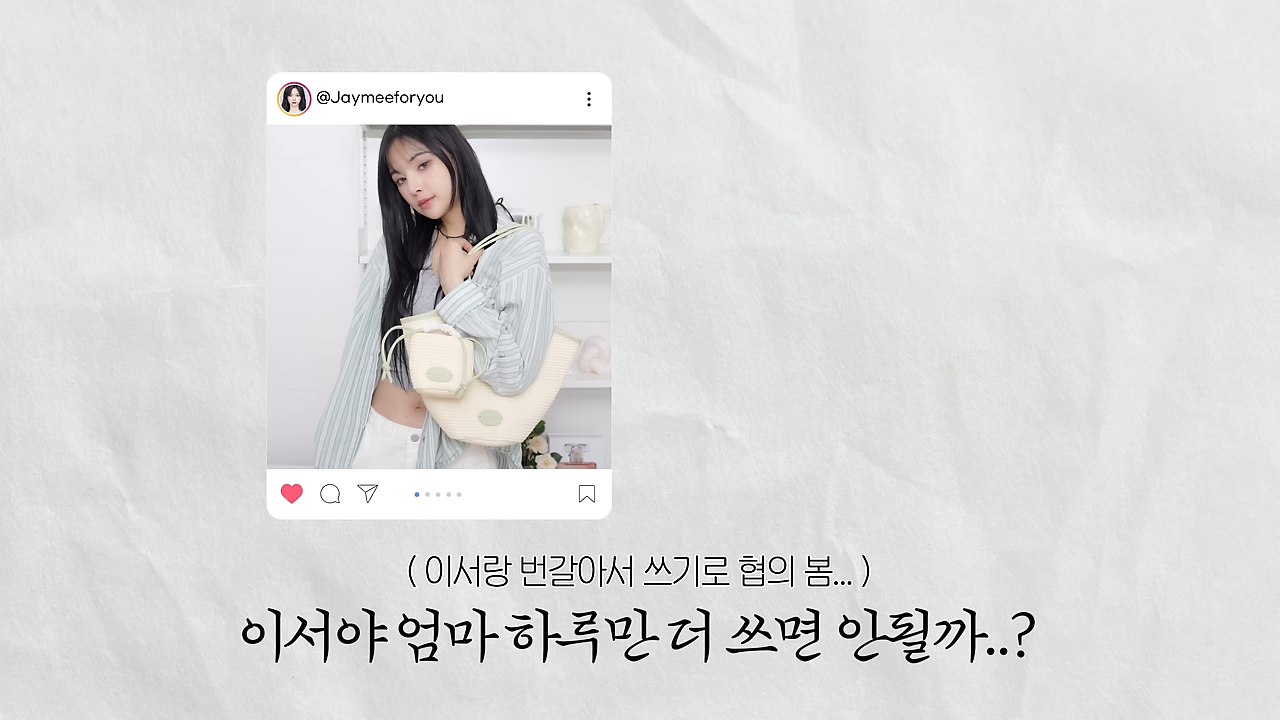 @Jaymeeforyou
( 이서랑 번갈아서 쓰기로 협의 봄... )
이서야 엄마 하루만 더 쓰면 안될까..?